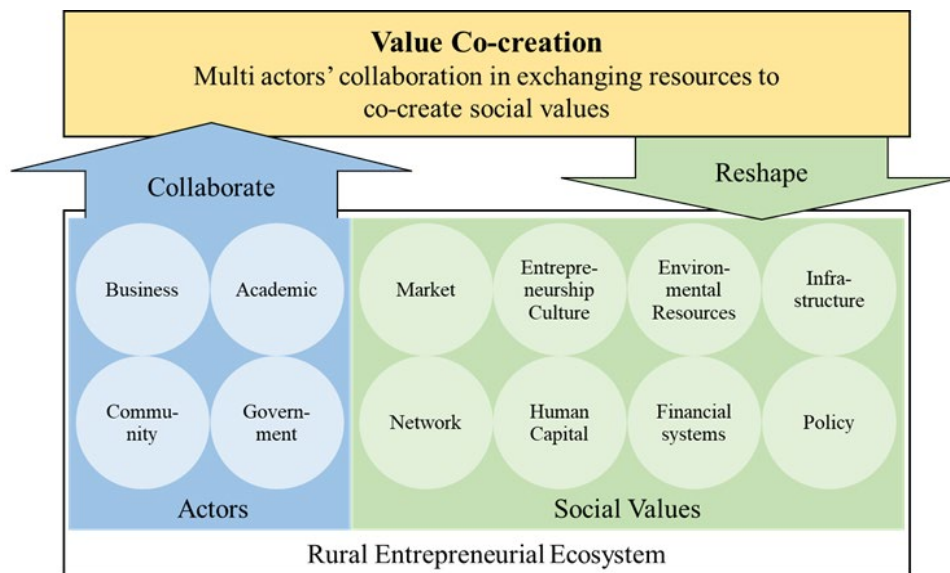 Value Co-creation
Multi actors’ collaboration in exchanging resources to
co-create social values
Collaborate
Reshape
Business
Academic
Market
Entrepre-
neurship
Culture
Environ-
mental
Resources
Infra-
structure
Commu-
nity
Govern-
ment
Network
Human
Capital
Financial
systems
Policy
Actors
Social Values
Rural Entrepreneurial Ecosystem